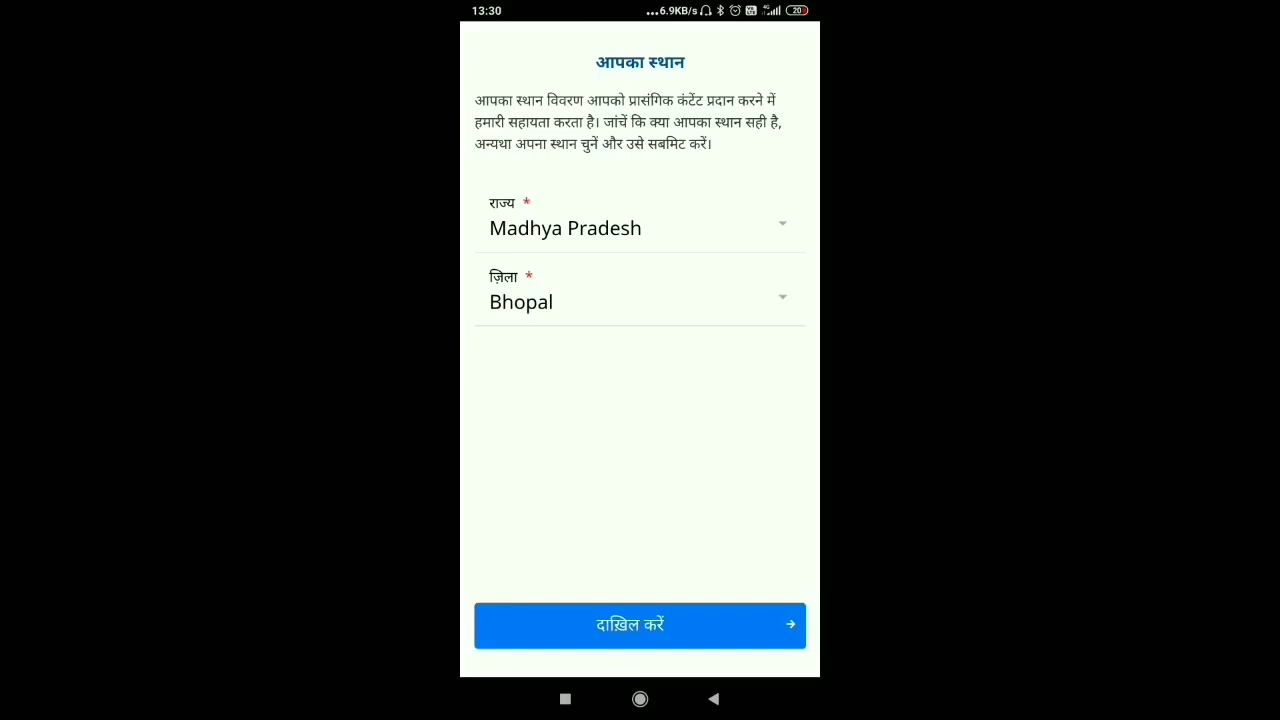 13:30
...6.9KB/s 4G 20
आपका स्थान
आपका स्थान विवरण आपको प्रासंगिक कंटेंट प्रदान करने में
हमारी सहायता करता है। जांचें कि क्या आपका स्थान सही है,
अन्यथा अपना स्थान चुनें और उसे सबमिट करें।
राज्य *
Madhya Pradesh
ज़िला *
Bhopal
दाख़िल करें